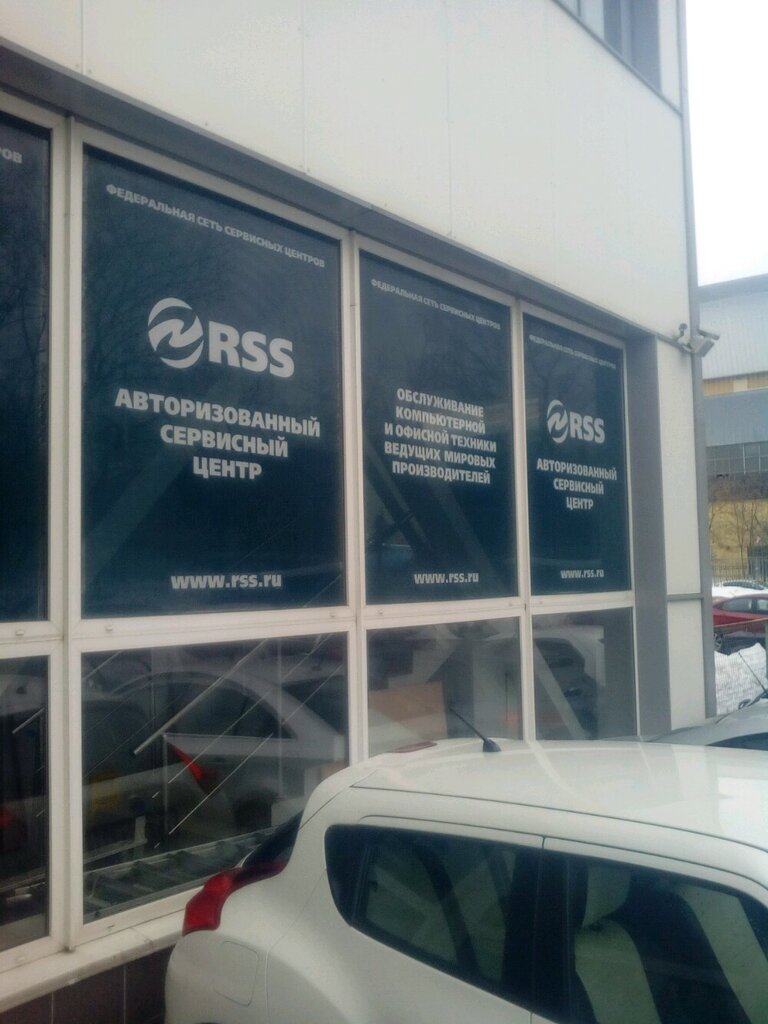 ОВ
ФЕДЕРАЛЬНАЯ СЕТЬ СЕРВИСНЫХ ЦЕНТРОВ
RSS
АВТОРИЗОВАННЫЙ
СЕРВИСНЫЙ
ЦЕНТР
www.rss.ru
ФЕДЕРАЛЬНАЯ СЕТЬ СЕРВИСНЫХ ЦЕНТРОВ
ОБСЛУЖИВАНИЕ
КОМПЬЮТЕРНОЙ
И ОФИСНОЙ ТЕХНИКИ
ВЕДУЩИХ МИРОВЫХ
ПРОИЗВОДИТЕЛЕЙ
www.rss.ru
ФЕДЕРАЛЬНАЯ СЕТЬ СЕРВИСНЫХ ЦЕНТРОВ
RSS
АВТОРИЗОВАННЫЙ
СЕРВИСНЫЙ
ЦЕНТР
www.rss.ru